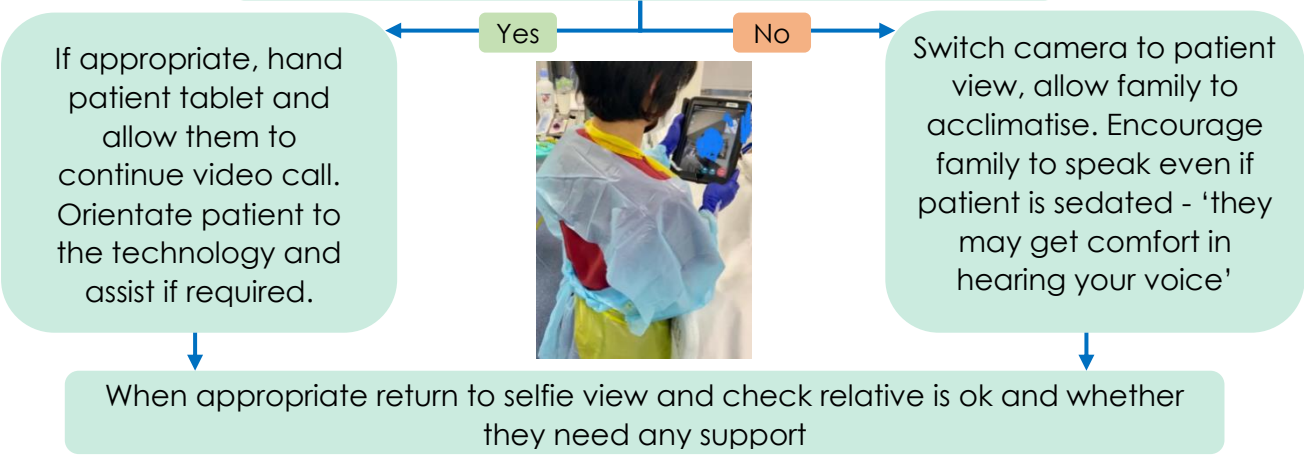 Yes
No
If appropriate, hand
patient tablet and
allow them to
continue video call.
Orientate patient to
the technology and
assist if required.
Switch camera to patient
view, allow family to
acclimatise. Encourage
family to speak even if
patient is sedated - ‘they
may get comfort in
hearing your voice’
When appropriate return to selfie view and check relative is ok and whether
they need any support